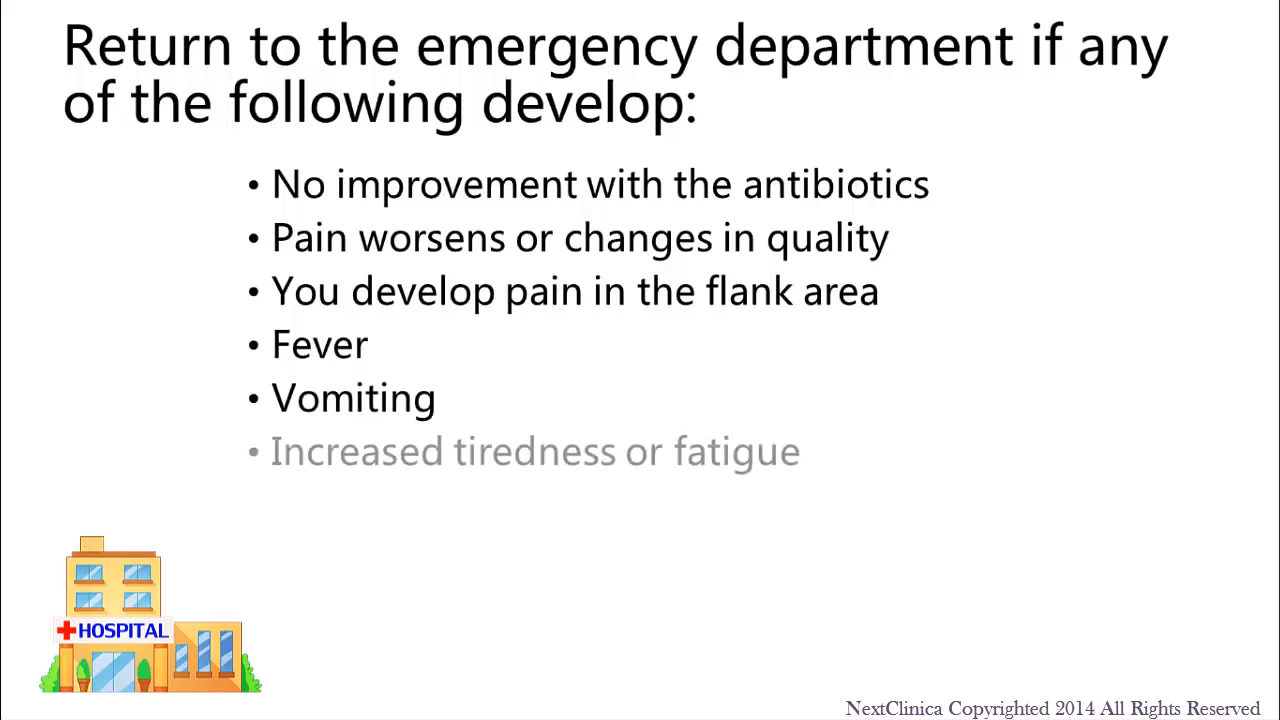 Return to the emergency department if any
of the following develop:
• No improvement with the antibiotics
• Pain worsens or changes in quality
• You develop pain in the flank area
• Fever
• Vomiting
• Increased tiredness or fatigue
HOSPITAL
NextClinica Copyrighted 2014 All Rights Reserved